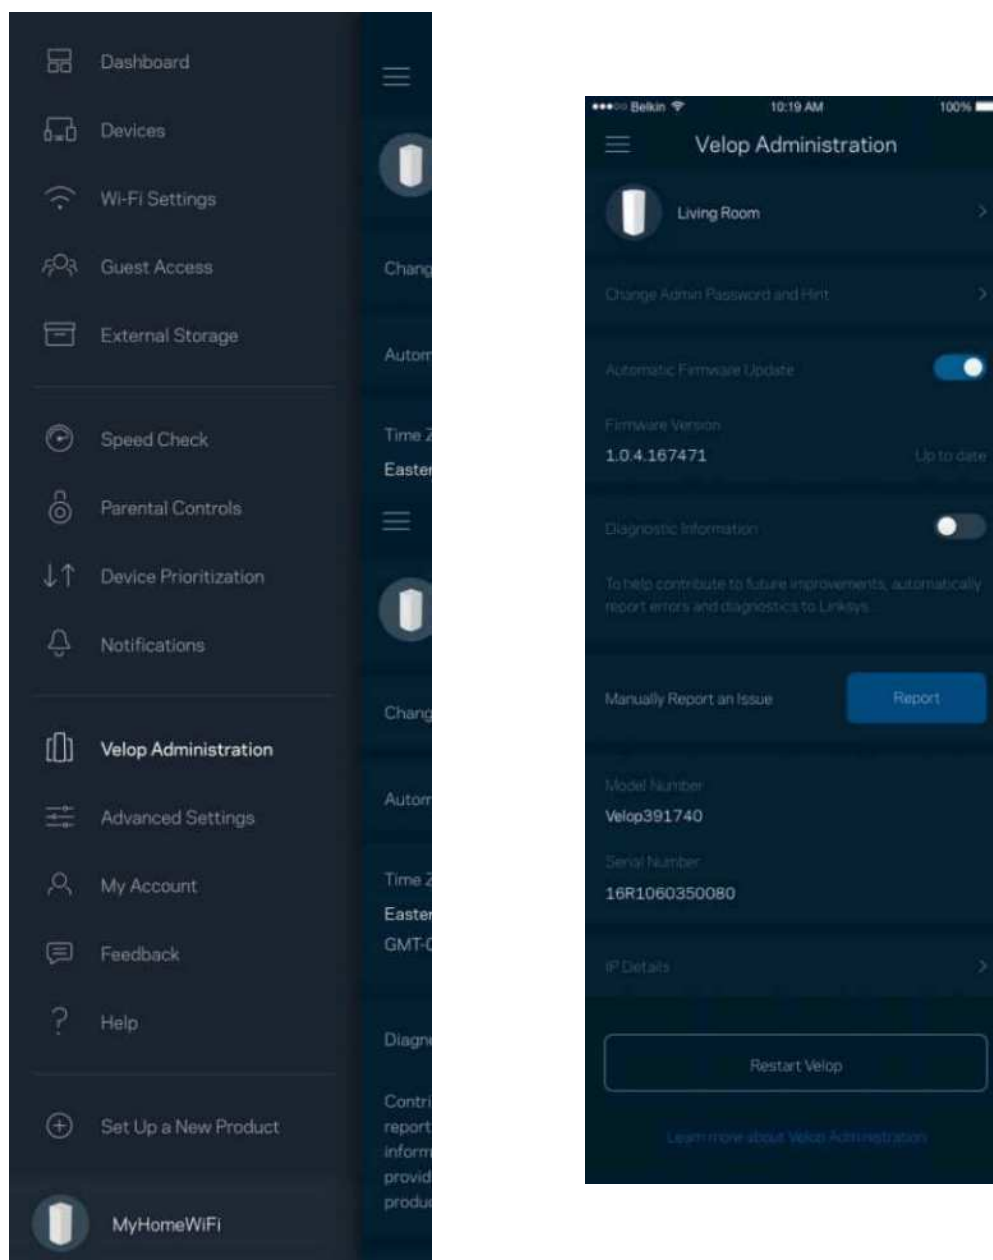 Dashboard
Devices
Wi-Fi Settings
Guest Access
External Storage
Speed Check
Parental Controls
Device Prioritization
Notifications
Velop Administration
Advanced Settings
My Account
Feedback
Help
Set Up a New Product
MyHomeWiFi
Chang
Autom
Time Z
Easter
Chang
Autom
Time Z
Easter
GMT-0
Diagn
Contri
report
inform
provid
produ
Belkin 10:19 AM 100%
Velop Administration
Living Room
Change Admin Password and Hint
Automatic Firmware Update
Firmware Version
1.0.4.167471 Up to date
Diagnostic Information
To help contribute to future improvements, automatically
report errors and diagnostics to Linksys
Manually Report an Issue Report
Model Number
Velop391740
Serial Number
16R1060350080
IP Details
Restart Velop
Learn more about Velop Administration